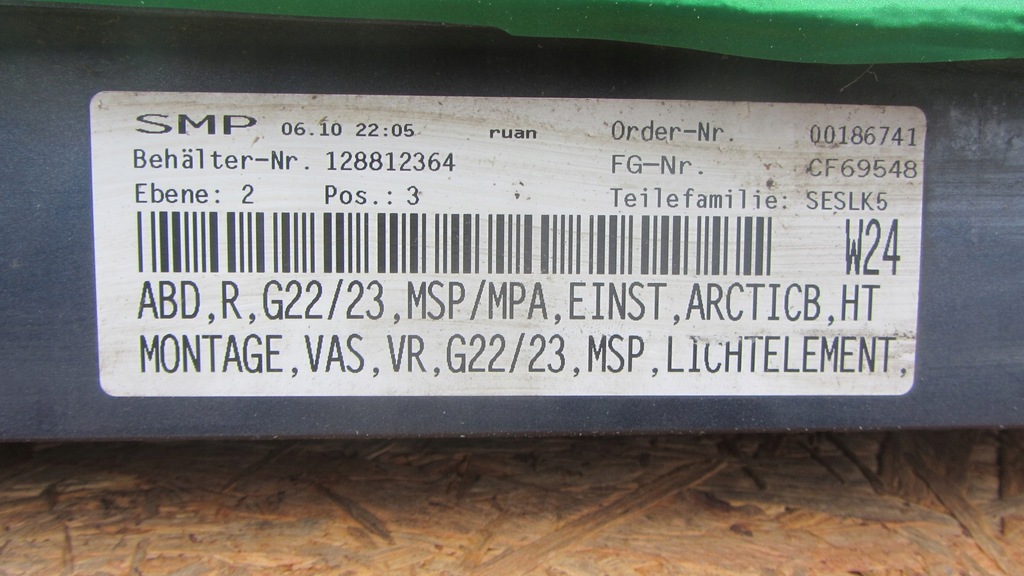 SMP 06.10 22:05 ruan Order-Nr. 00186741
Behälter-Nr. 128812364 FG-Nr. CF69548
Ebene: 2 Pos.: 3 Teilefamilie: SESLK5
W24
ABD,R,G22/23,MSP/MPA,EINST,ARCTICB,HT
MONTAGE,VAS,VR,G22/23,MSP,LICHTELEMENT,